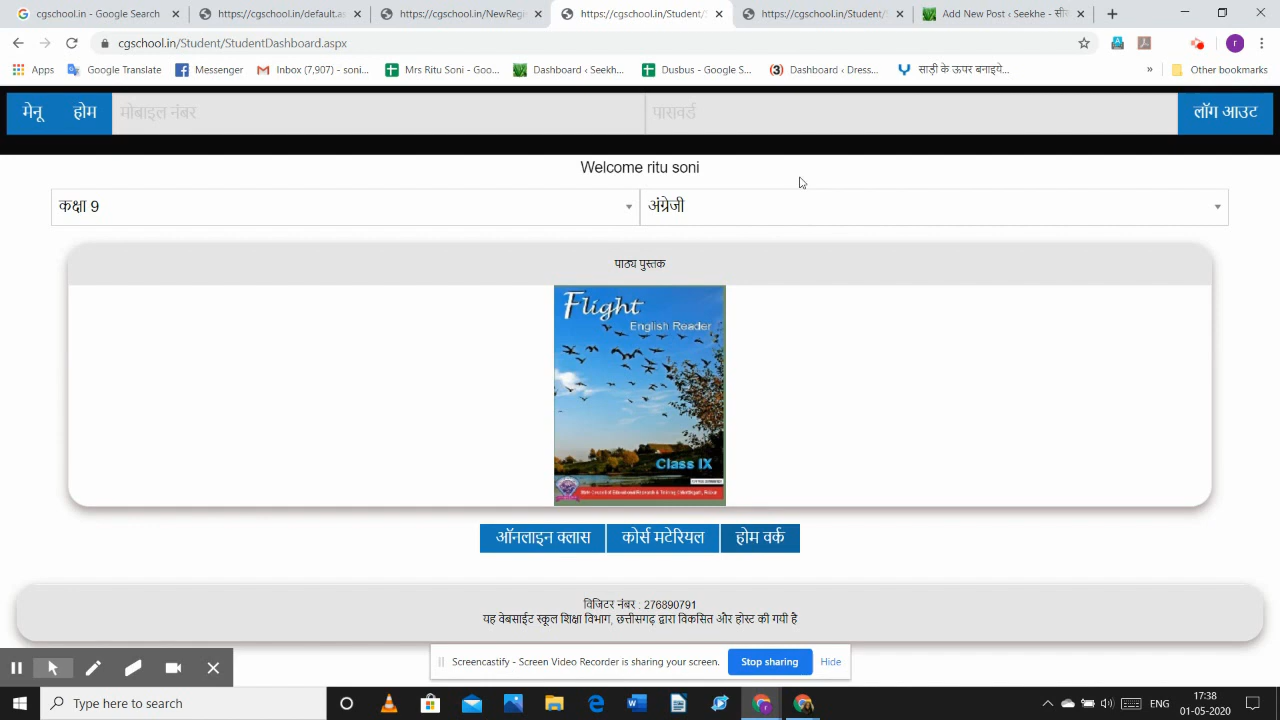 cgschool.in - Google Search
https://cgschool.in/default.as
https://cgschool.in/NewRegi
https://cgschool.in/Student/S
https://cgschool.in/Student/
Add New Post ‹ Seekhe - सीख
cgschool.in/Student/StudentDashboard.aspx
Apps Google Translate Messenger Inbox (7,907) - soni... Mrs Ritu Soni - Goo... Dashboard ‹ Seekh... Dusbus - Google S... Dashboard ‹ Dress... साड़ी के ऊपर बनाइये... » Other bookmarks
मेनू होम मोबाइल नंबर पासवर्ड लॉग आउट
Welcome ritu soni
कक्षा 9 अंग्रेजी
पाठ्य पुस्तक
Flight
English Reader
Class IX
ऑनलाइन क्लास कोर्स मटेरियल होम वर्क
विजिटर नंबर : 276890791
यह वेबसाईट स्कूल शिक्षा विभाग, छत्तीसगढ़ द्वारा विकसित और होस्ट की गयी है
Screencastify - Screen Video Recorder is sharing your screen. Stop sharing Hide
Type here to search
ENG
17:38
01-05-2020